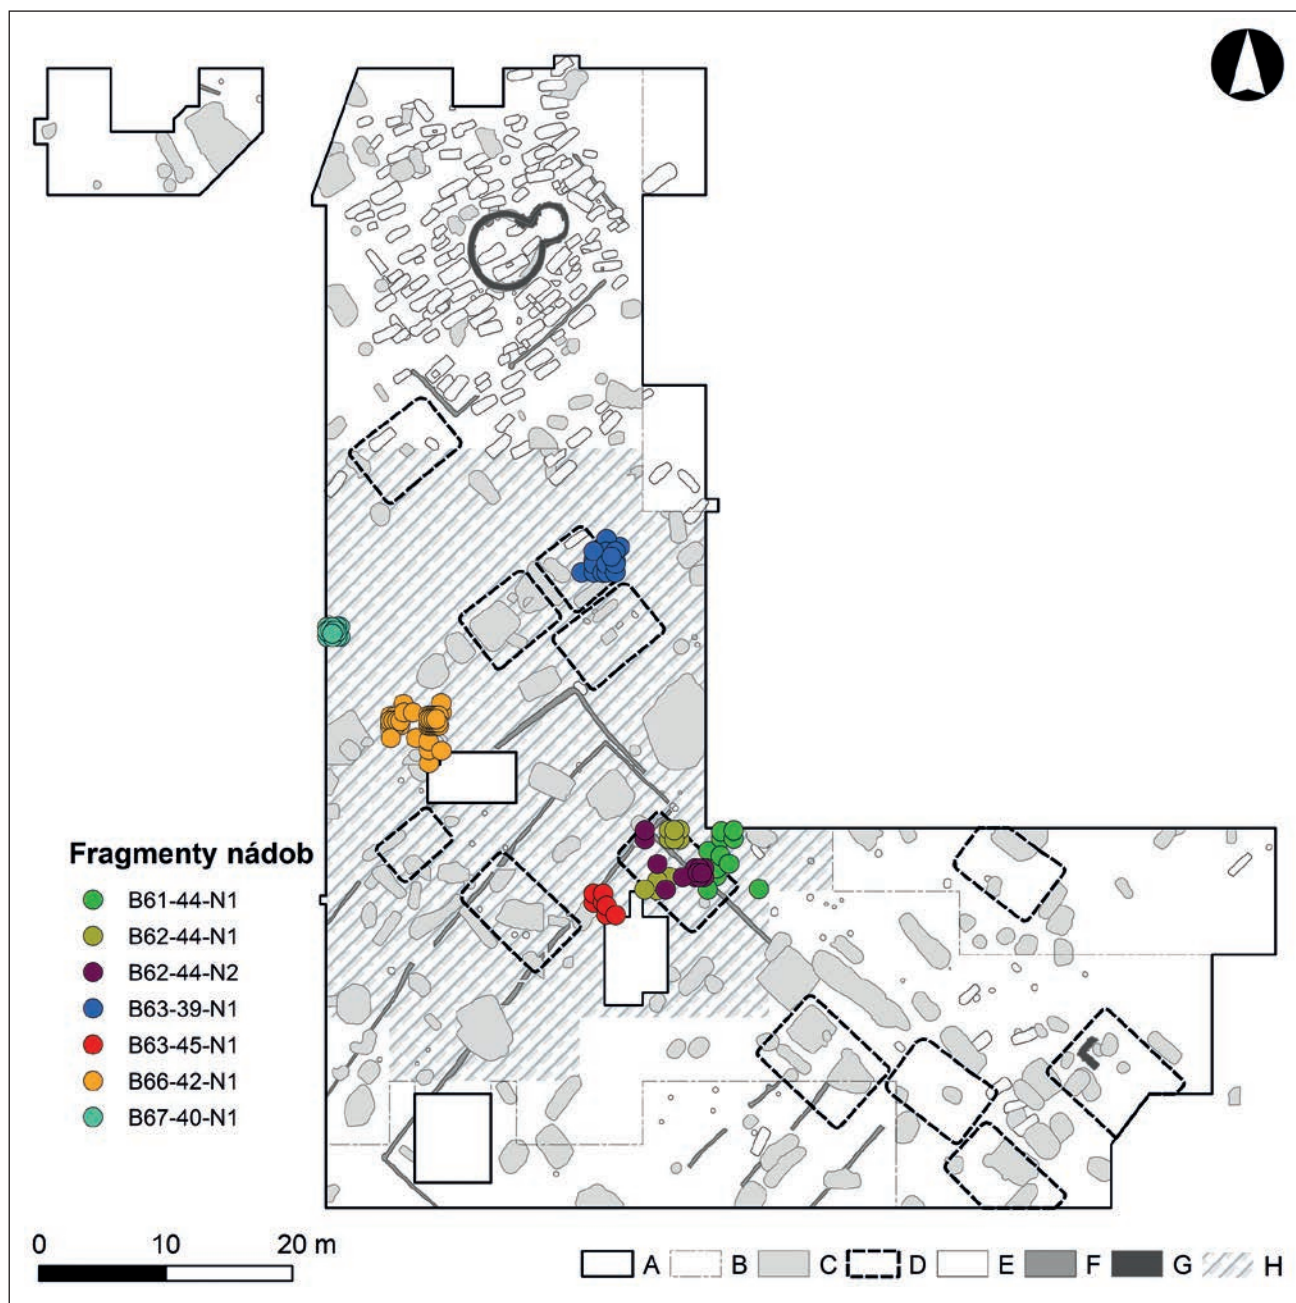 Fragmenty nádob
B61-44-N1
B62-44-N1
B62-44-N2
B63-39-N1
B63-45-N1
B66-42-N1
B67-40-N1
0 10 20 m
A B C D E F G H